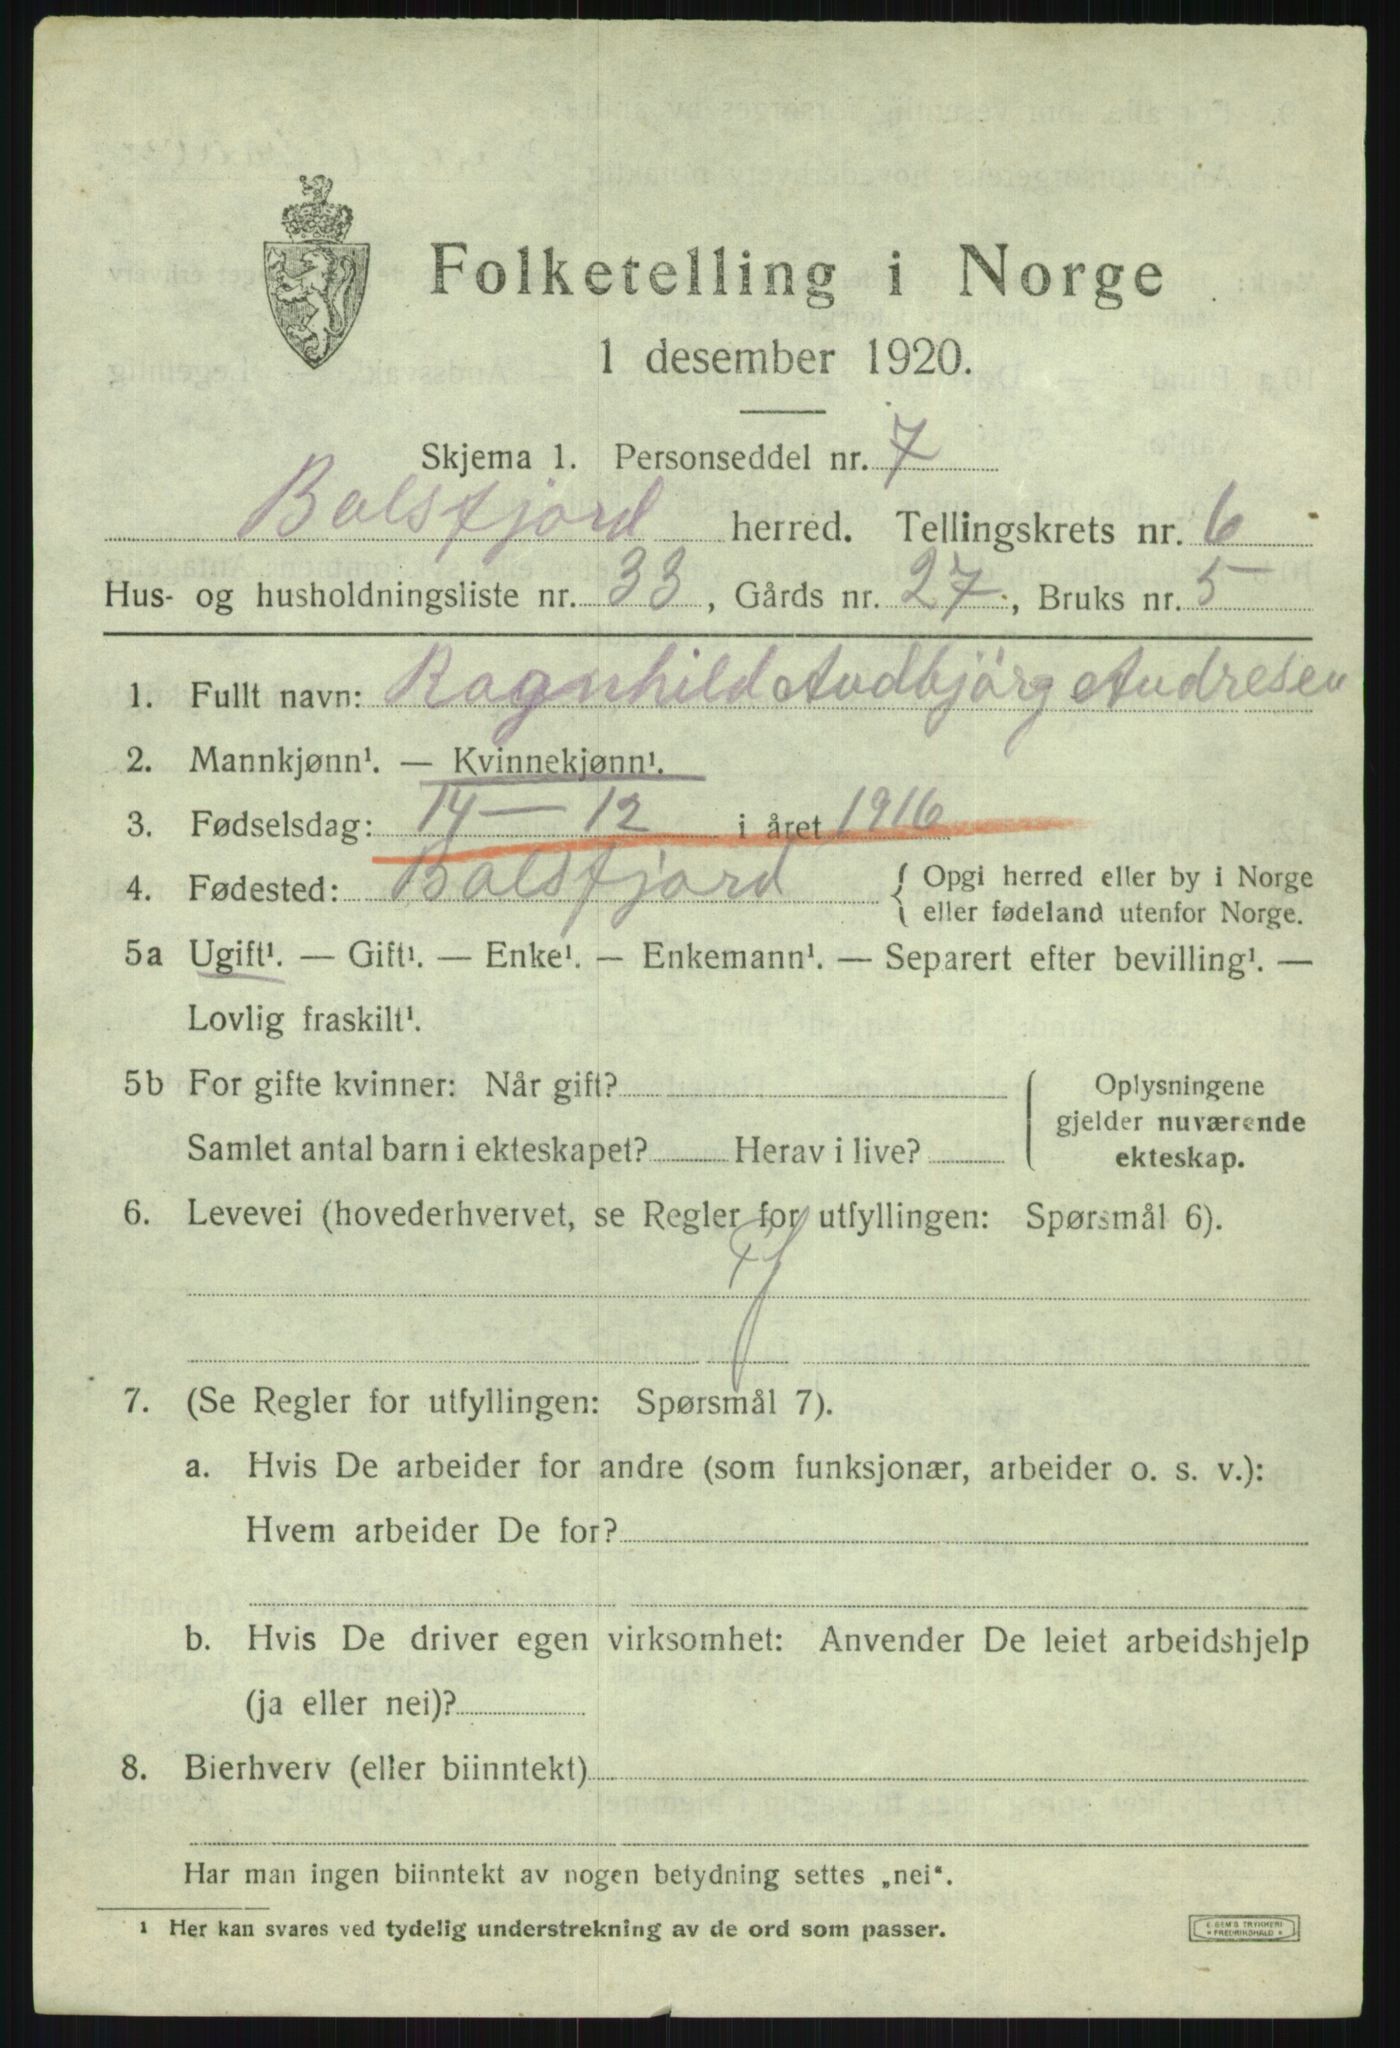 Folketelling i Norge
1 desember 1920.
Skjema 1. Personseddel nr. 7
Balsfjord herred. Tellingskrets nr. 6
Hus- og husholdningsliste nr. 33, Gårds nr. 27, Bruks nr. 5
1. Fullt navn: Ragnhild Audbjörg Andresen
2. Mannkjønn¹. — Kvinnekjønn¹.
3. Fødselsdag: 14 — 12 i året 1916
4. Fødested: Balsfjord { Opgi herred eller by i Norge
eller fødeland utenfor Norge.
5a Ugift¹. — Gift¹. — Enke¹. — Enkemann¹. — Separert efter bevilling¹. —
Lovlig fraskilt¹.
5b For gifte kvinner: Når gift?
Oplysningene
gjelder nuværende
ekteskap.
Samlet antal barn i ekteskapet? Herav i live?
6. Levevei (hovederhvervet, se Regler for utfyllingen: Spørsmål 6).
7. (Se Regler for utfyllingen: Spørsmål 7).
a. Hvis De arbeider for andre (som funksjonær, arbeider o. s. v.):
Hvem arbeider De for?
b. Hvis De driver egen virksomhet: Anvender De leiet arbeidshjelp
(ja eller nei)?
8. Bierhverv (eller biinntekt)
Har man ingen biinntekt av nogen betydning settes „nei“.
¹ Her kan svares ved tydelig understrekning av de ord som passer.
E. SEM'S TRYKKERI
* FREDRIKSHALD *